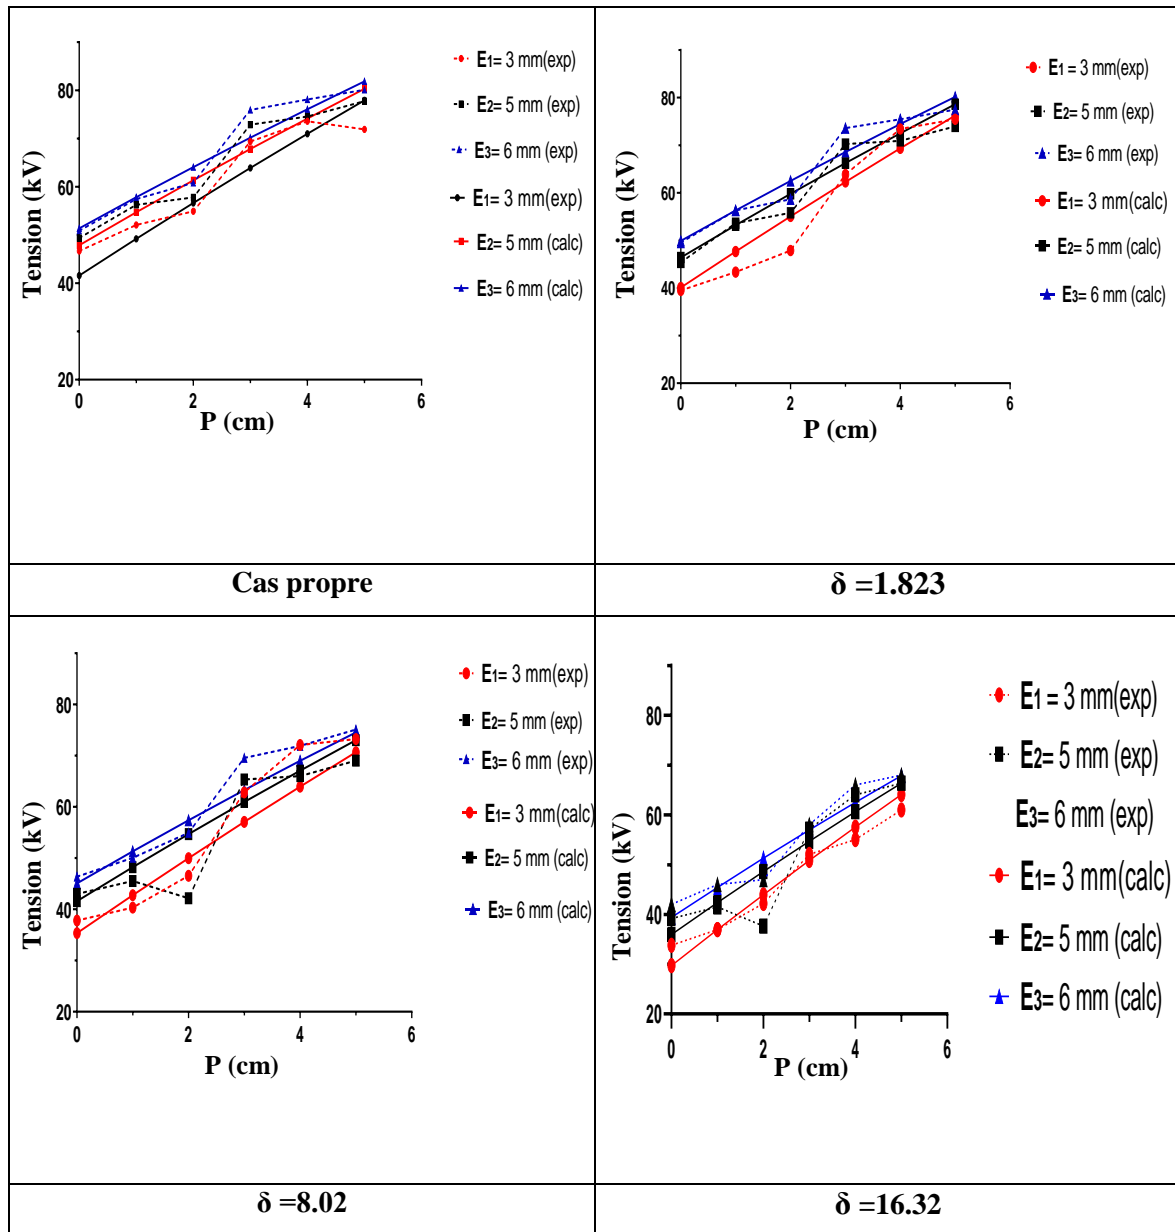 80
60
40
20
0
2
4
6
Tension (kV)
P (cm)
E1= 3 mm(exp)
E2= 5 mm (exp)
E3= 6 mm (exp)
E1= 3 mm(exp)
E2= 5 mm (calc)
E3= 6 mm (calc)
80
60
40
20
0
2
4
6
Tension (kV)
P (cm)
E1 = 3 mm(exp)
E2= 5 mm (exp)
E3= 6 mm (exp)
E1= 3 mm(calc)
E2= 5 mm (calc)
E3= 6 mm (calc)
Cas propre
δ =1.823
80
60
40
20
0
2
4
6
Tension (kV)
P (cm)
E1= 3 mm(exp)
E2= 5 mm (exp)
E3= 6 mm (exp)
E1= 3 mm(calc)
E2= 5 mm (calc)
E3= 6 mm (calc)
80
60
40
20
0
2
4
6
Tension (kV)
P (cm)
E1 = 3 mm(exp)
E2= 5 mm (exp)
E3= 6 mm (exp)
E1= 3 mm(calc)
E2= 5 mm (calc)
E3= 6 mm (calc)
δ =8.02
δ =16.32